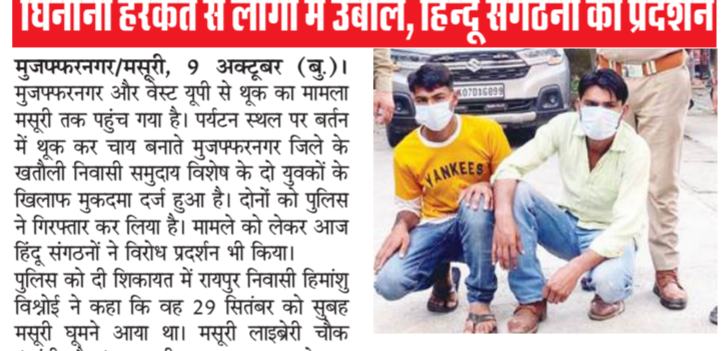 घिनौनी हरकत से लोगों में उबाल, हिन्दू संगठनों का प्रदर्शन
मुजफ्फरनगर/मसूरी, 9 अक्टूबर (बु.)।
मुजफ्फरनगर और वेस्ट यूपी से थूक का मामला
मसूरी तक पहुंच गया है। पर्यटन स्थल पर बर्तन
में थूक कर चाय बनाते मुजफ्फरनगर जिले के
खतौली निवासी समुदाय विशेष के दो युवकों के
खिलाफ मुकदमा दर्ज हुआ है। दोनों को पुलिस
ने गिरफ्तार कर लिया है। मामले को लेकर आज
हिंदू संगठनों ने विरोध प्रदर्शन भी किया।
पुलिस को दी शिकायत में रायपुर निवासी हिमांशु
विश्नोई ने कहा कि वह 29 सितंबर को सुबह
मसूरी घूमने आया था। मसूरी लाइब्रेरी चौक
YANKEES